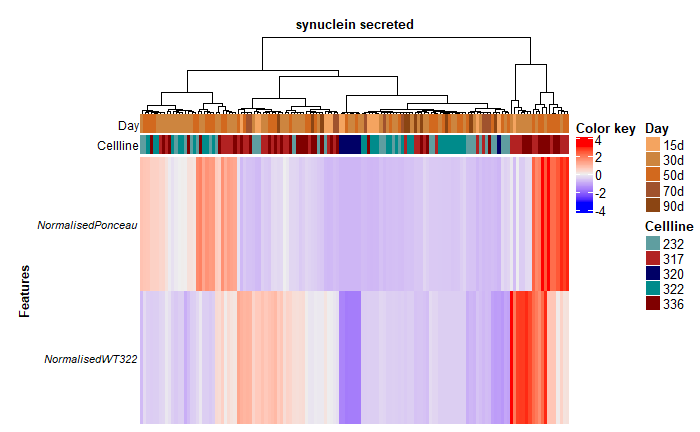 synuclein secreted
Day
Cellline
Color key
4
2
0
-2
-4
Day
15d
30d
50d
70d
90d
Cellline
232
317
320
322
336
NormalisedPonceau
Features
NormalisedWT322